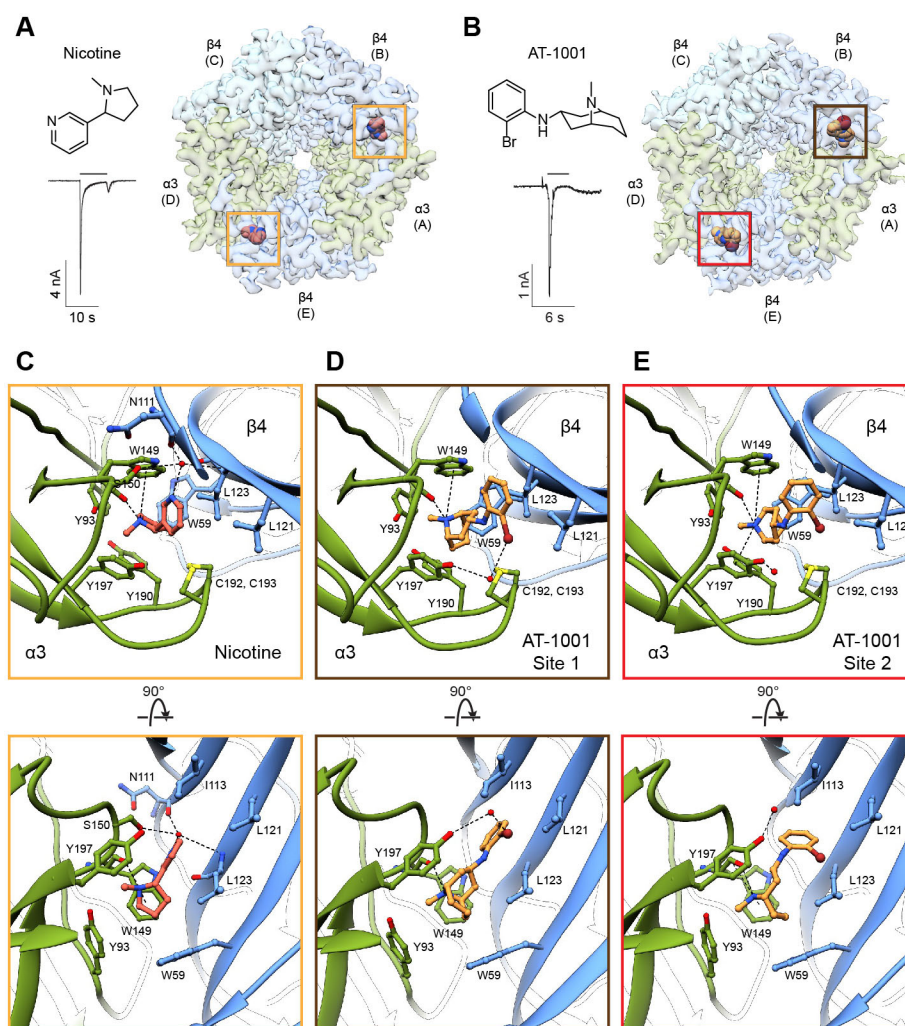 A
Nicotine
N
N
4 nA
10 s
β4
(C)
β4
(B)
α3
(D)
α3
(A)
β4
(E)
B
AT-1001
N
N
H
Br
1 nA
6 s
β4
(C)
β4
(B)
α3
(D)
α3
(A)
β4
(E)
C
N111
β4
W149
S150
L123
Y93
W59
L121
Y197
Y190
C192, C193
α3
Nicotine
D
β4
W149
L123
Y93
W59
L121
Y197
Y190
C192, C193
α3
AT-1001
Site 1
E
β4
W149
L123
Y93
W59
L121
Y197
Y190
C192, C193
α3
AT-1001
Site 2
90°
90°
90°
N111
I113
S150
L121
Y197
L123
W149
Y93
W59
I113
L121
Y197
L123
W149
Y93
W59
I113
L121
Y197
L123
W149
Y93
W59